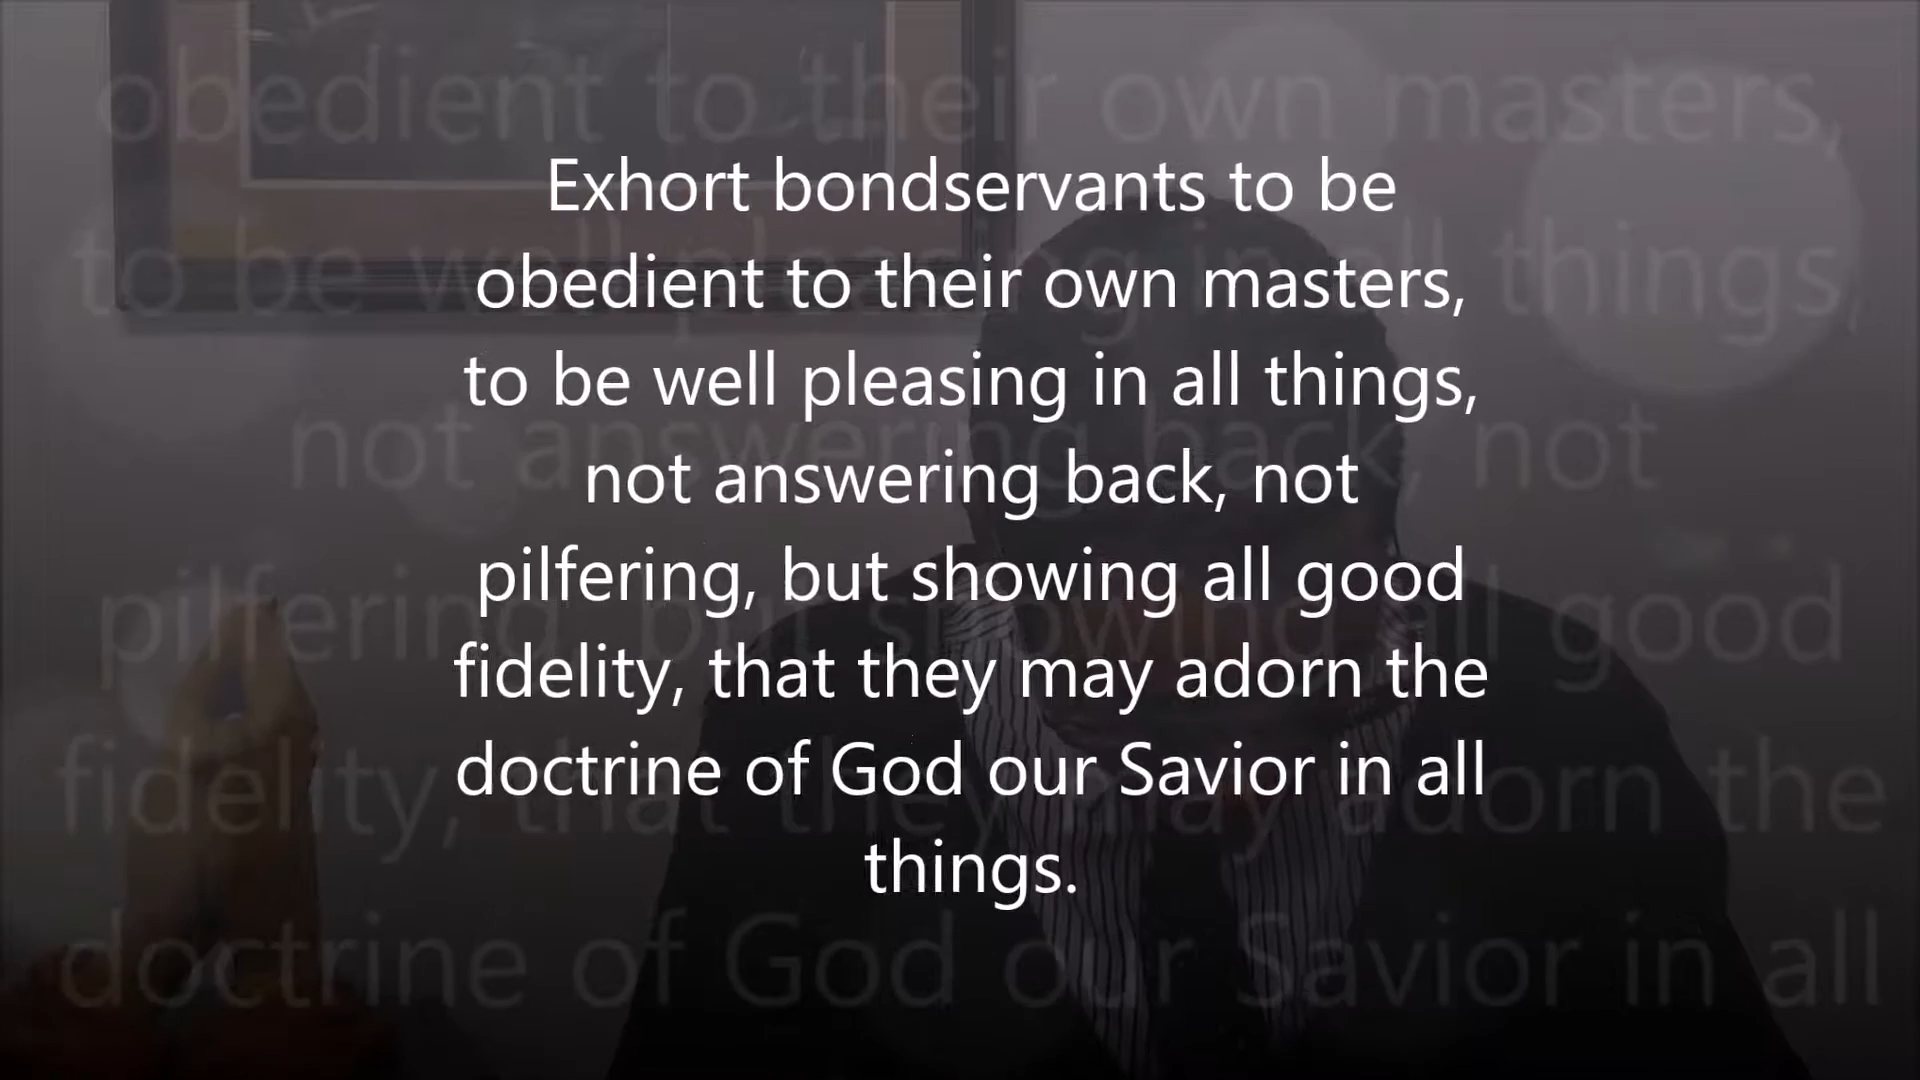 Exhort bondservants to be
obedient to their own masters,
to be well pleasing in all things,
not answering back, not
pilfering, but showing all good
fidelity, that they may adorn the
doctrine of God our Savior in all
things.